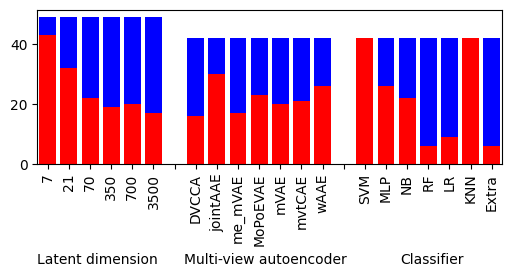 40
20
0
7
21
70
350
700
3500
DVCCA
jointAAE
me_mVAE
MoPoEVAE
mVAE
mvtCAE
wAAE
SVM
MLP
NB
RF
LR
KNN
Extra
Latent dimension
Multi-view autoencoder
Classifier